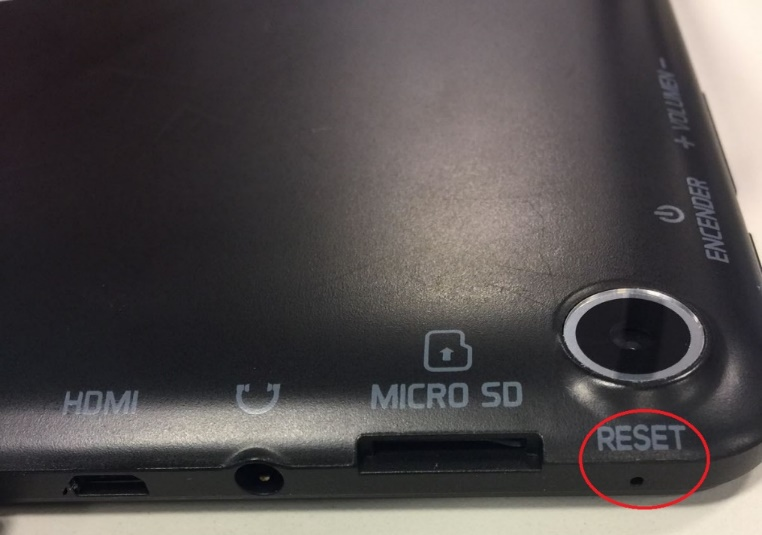 + VOLUMEN -
ENCENDER
MICRO SD
HDMI
RESET